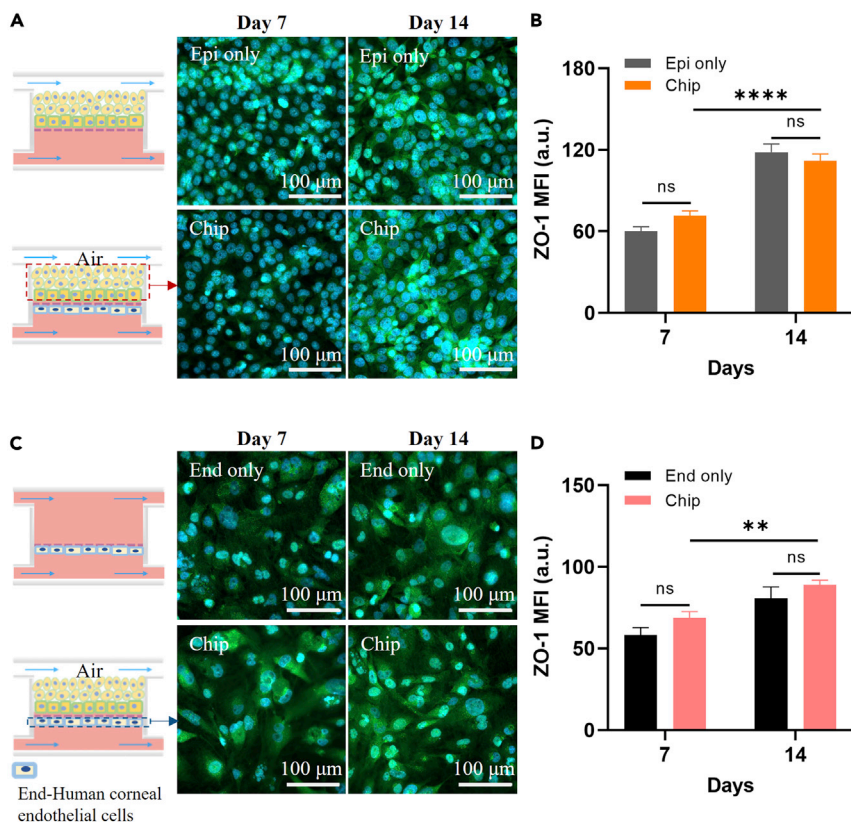 A
Day 7
Day 14
Epi only
Epi only
100 μm
100 μm
Air
Chip
Chip
100 μm
100 μm
B
Epi only
Chip
****
ns
ns
ZO-1 MFI (a.u.)
180
120
60
0
7
14
Days
C
Day 7
Day 14
End only
End only
100 μm
100 μm
Air
Chip
Chip
100 μm
100 μm
End-Human corneal
endothelial cells
D
End only
Chip
**
ns
ns
ZO-1 MFI (a.u.)
150
100
50
0
7
14
Days